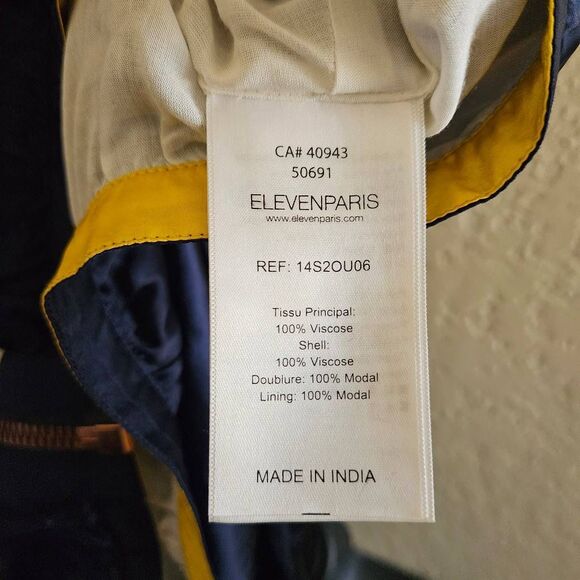 CA# 40943
50691
ELEVENPARIS
www.elevenparis.com
REF: 14S2OU06
Tissu Principal:
100% Viscose
Shell:
100% Viscose
Doublure: 100% Modal
Lining: 100% Modal
MADE IN INDIA